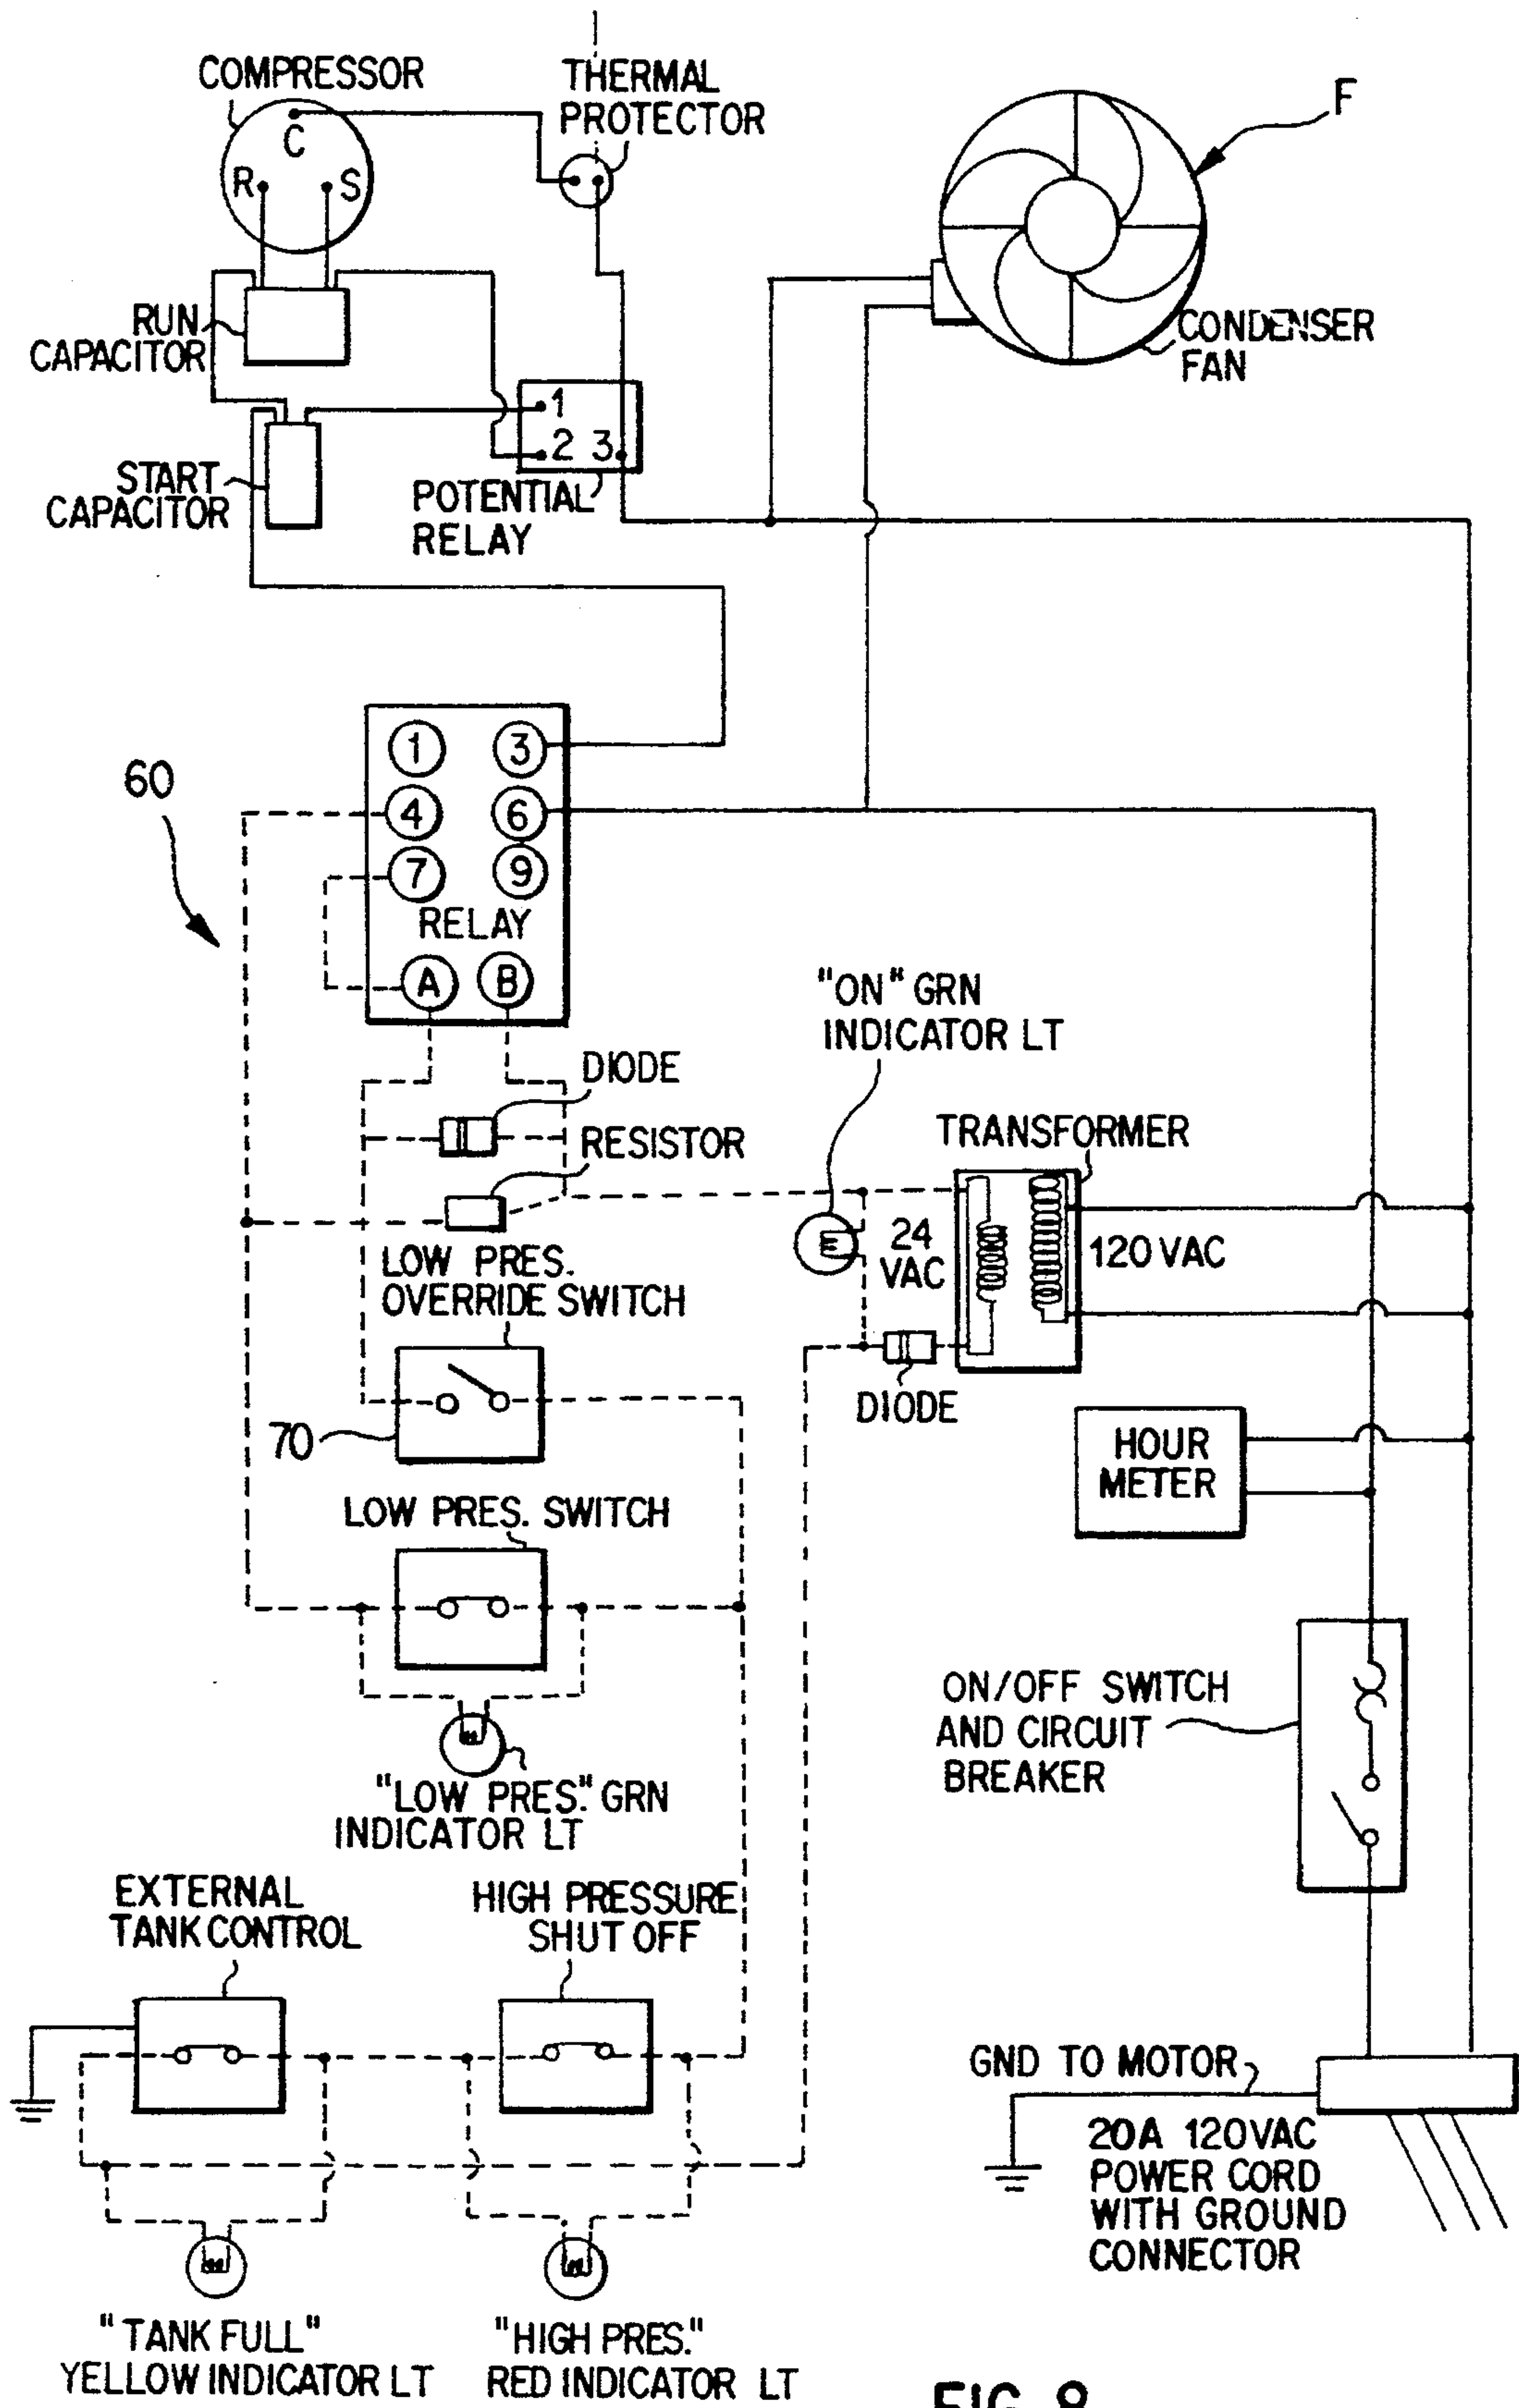 COMPRESSOR
C
R
S
THERMAL
PROTECTOR
F
CONDENSER
FAN
RUN
CAPACITOR
START
CAPACITOR
1
2 3
POTENTIAL
RELAY
60
1 3
4 6
7 9
RELAY
A B
"ON" GRN
INDICATOR LT
DIODE
RESISTOR
TRANSFORMER
24
VAC
120 VAC
LOW PRES.
OVERRIDE SWITCH
DIODE
70
HOUR
METER
LOW PRES. SWITCH
ON/OFF SWITCH
AND CIRCUIT
BREAKER
"LOW PRES." GRN
INDICATOR LT
EXTERNAL
TANK CONTROL
HIGH PRESSURE
SHUT OFF
GND TO MOTOR
20A 120VAC
POWER CORD
WITH GROUND
CONNECTOR
"TANK FULL"
YELLOW INDICATOR LT
"HIGH PRES."
RED INDICATOR LT
FIG. 8